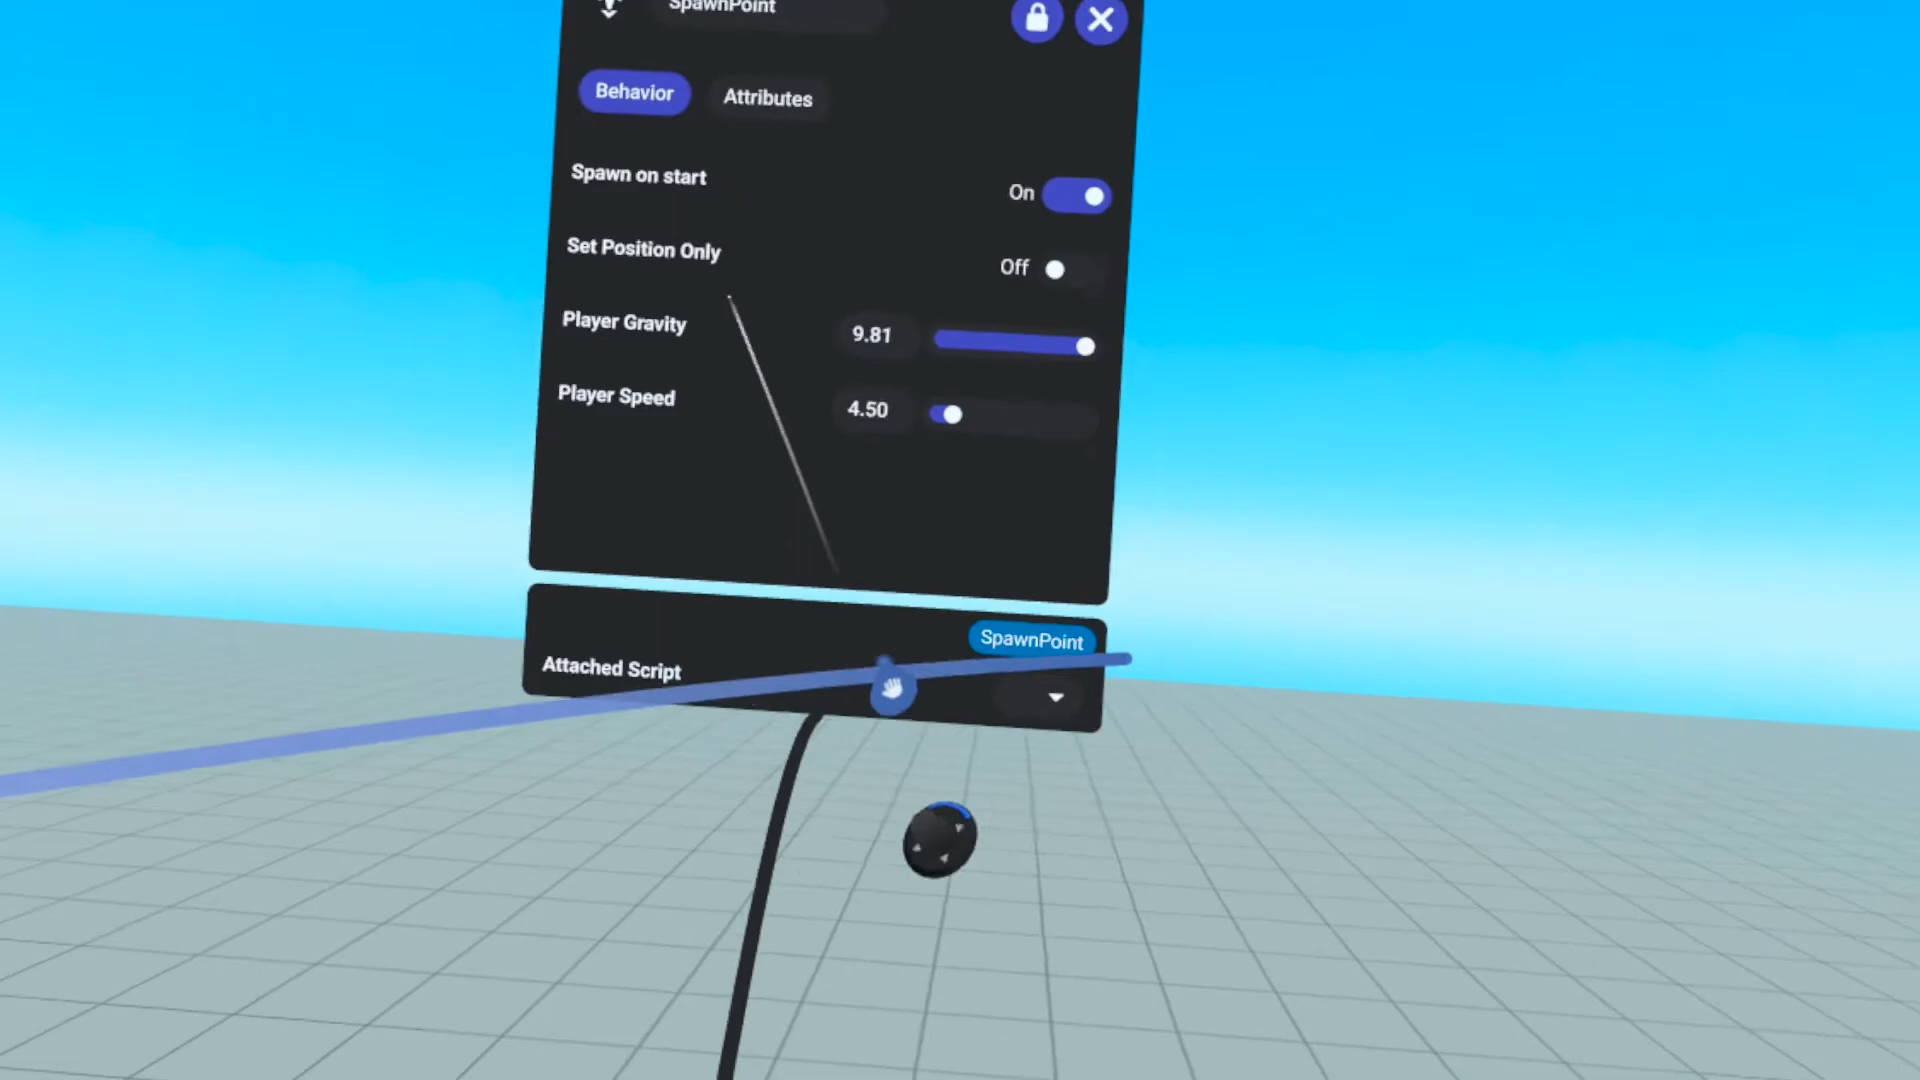 SpawnPoint
Behavior
Attributes
Spawn on start
On
Set Position Only
Off
Player Gravity
9.81
Player Speed
4.50
SpawnPoint
Attached Script